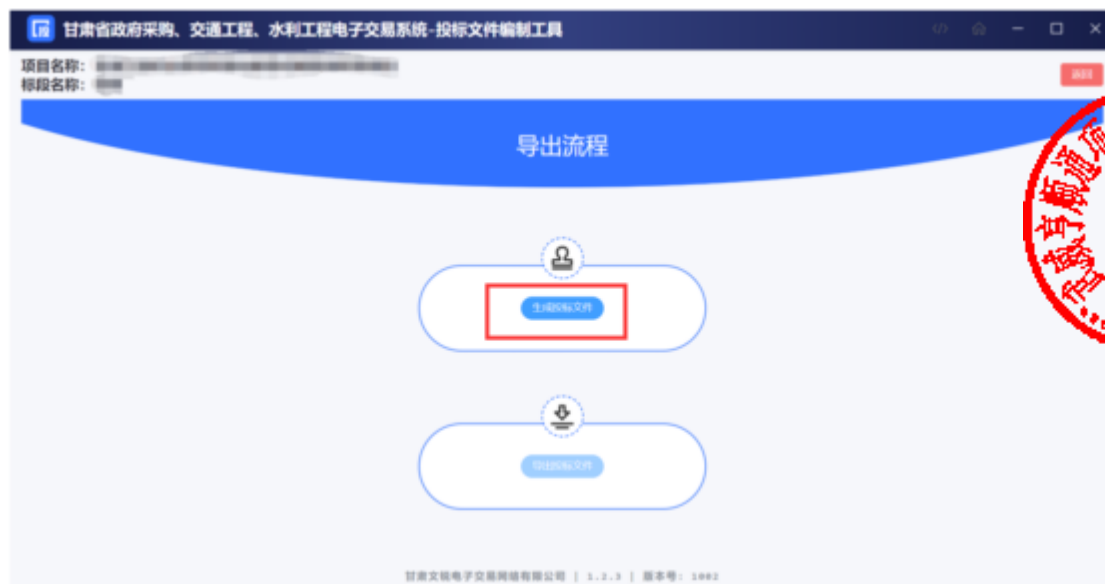 甘肃省政府采购、交通工程、水利工程电子交易系统-投标文件编制工具
项目名称：
标段名称：
返回
导出流程
生成投标文件
导出投标文件
甘肃文锐电子交易网络有限公司 | 1.2.3 | 版本号: 1002